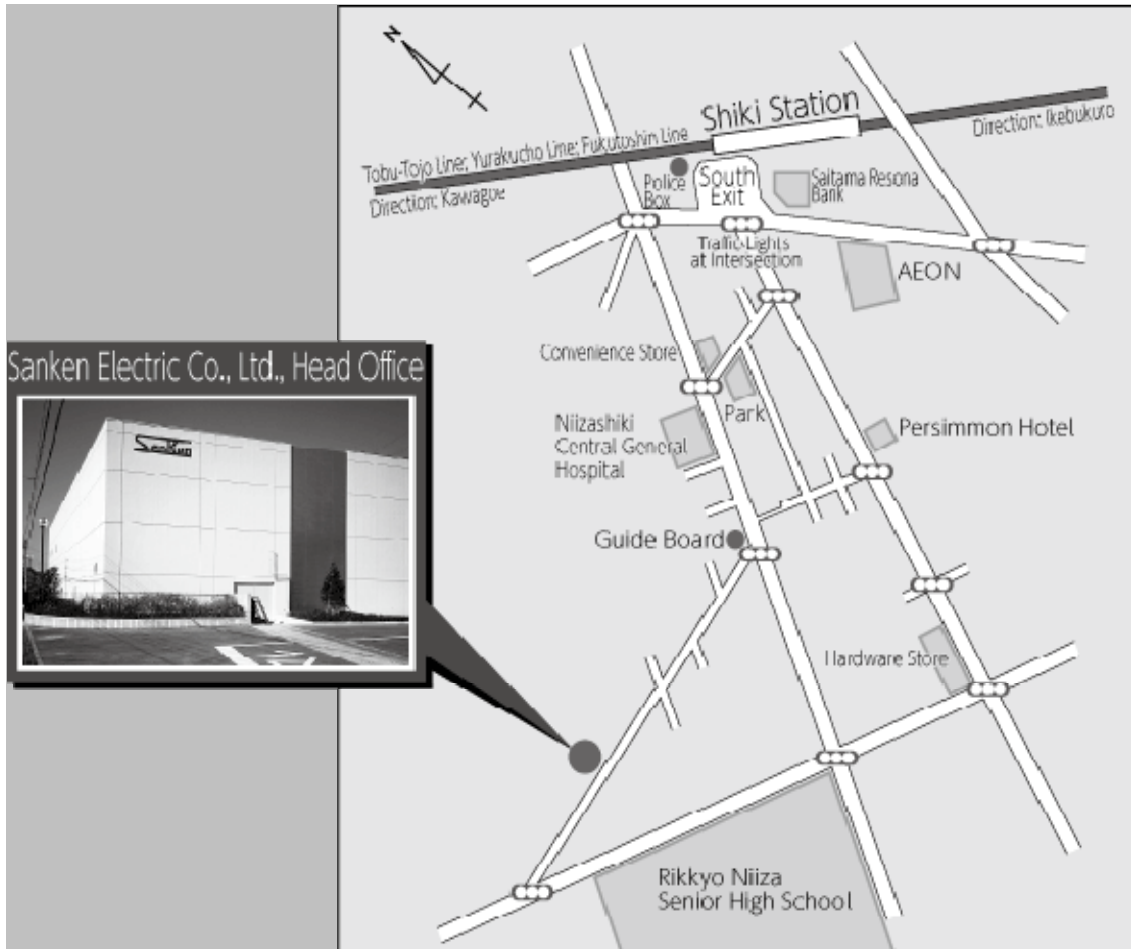 N
Shiki Station
Direction: Ikebukuro
Tobu-Tojo Line; Yurakucho Line; Fukutoshin Line
Direction: Kawagoe
Police
Box
South
Exit
Saitama Resona
Bank
Traffic Lights
at Intersection
AEON
Sanken Electric Co., Ltd., Head Office
Sanken
Convenience Store
Park
Niizashiki
Central General
Hospital
Persimmon Hotel
Guide Board
Hardware Store
Rikkyo Niiza
Senior High School